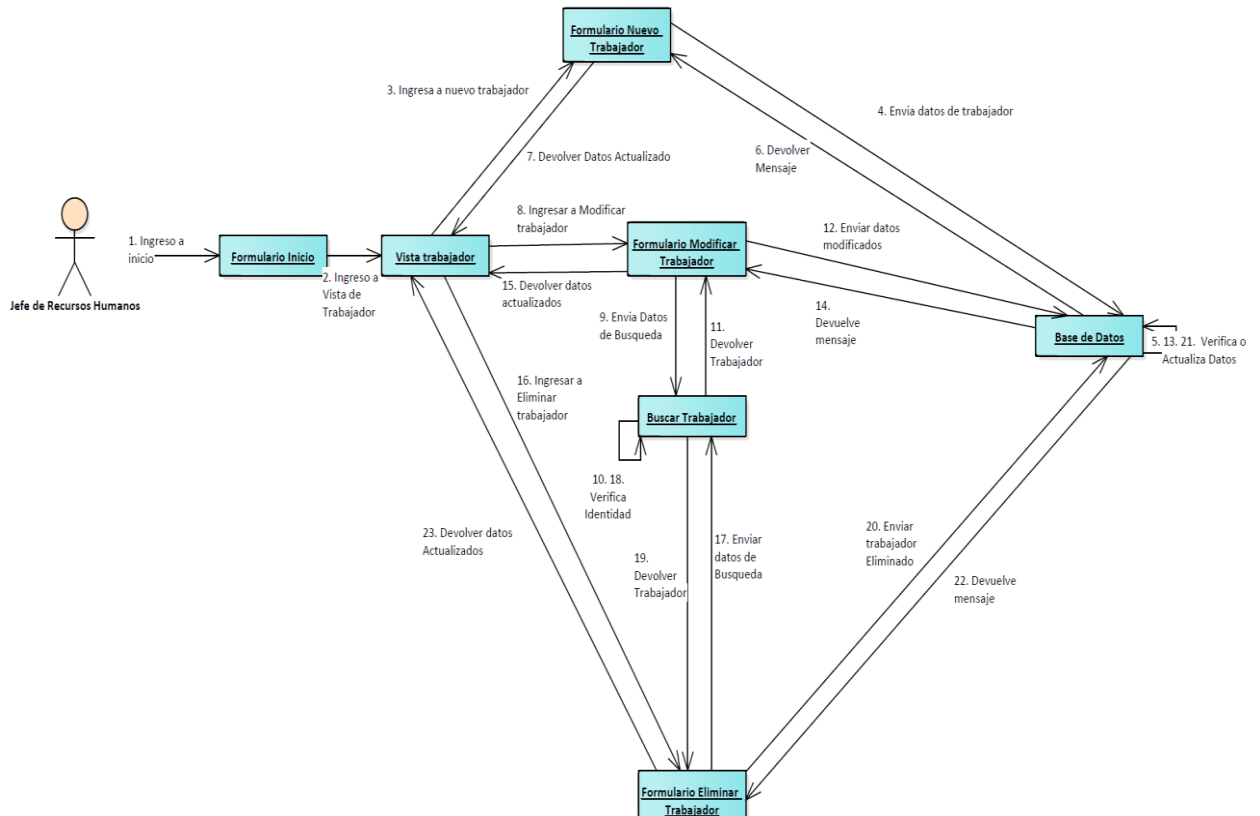 Formulario Nuevo
Trabajador
3. Ingresa a nuevo trabajador
4. Envia datos de trabajador
6. Devolver
Mensaje
7. Devolver Datos Actualizado
8. Ingresar a Modificar
trabajador
12. Enviar datos
modificados
1. Ingreso a
inicio
Formulario Inicio
Vista trabajador
Formulario Modificar
Trabajador
2. Ingreso a
Vista de
Trabajador
15. Devolver datos
actualizados
Jefe de Recursos Humanos
9. Envia Datos
de Busqueda
11.
Devolver
Trabajador
14.
Devuelve
mensaje
Base de Datos
5. 13. 21. Verifica o
Actualiza Datos
16. Ingresar a
Eliminar
trabajador
Buscar Trabajador
10. 18.
Verifica
Identidad
23. Devolver datos
Actualizados
19.
Devolver
Trabajador
17. Enviar
datos de
Busqueda
20. Enviar
trabajador
Eliminado
22. Devuelve
mensaje
Formulario Eliminar
Trabajador